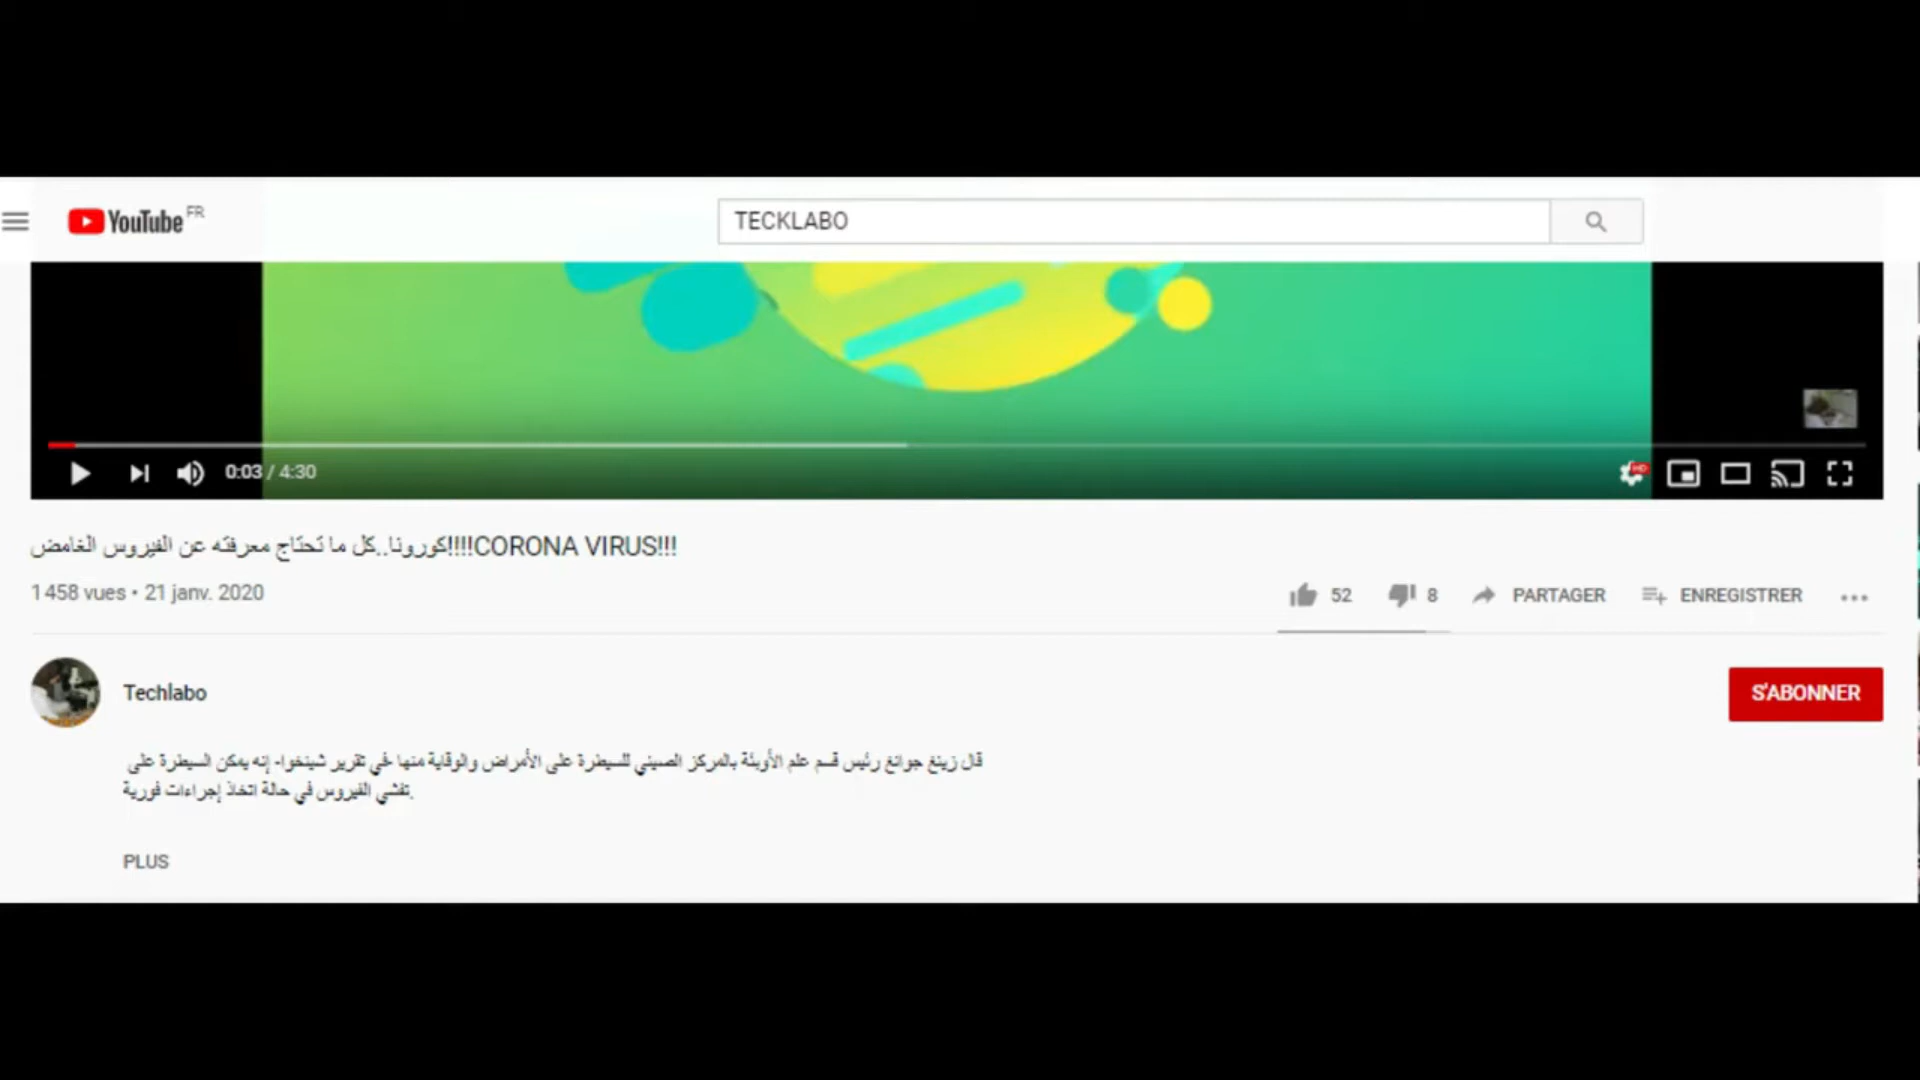 YouTube FR
TECKLABO
0:03 / 4:30
كورونا..كل ما تحتاج معرفته عن الفيروس الغامض!!!!CORONA VIRUS!!!
1 458 vues • 21 janv. 2020
52
8
PARTAGER
ENREGISTRER
Techlabo
S'ABONNER
قال زينغ جوانغ رئيس قسم علم الأوبئة بالمركز الصيني للسيطرة على الأمراض والوقاية منها -في تقرير شينخوا- إنه يمكن السيطرة على
تفشي الفيروس في حالة اتخاذ إجراءات فورية.
PLUS